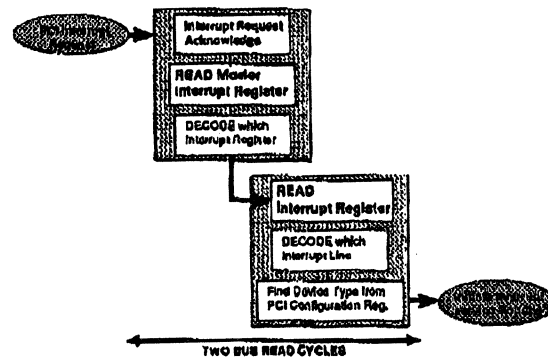 Interrupt Request
Acknowledge
READ Master
Interrupt Register
DECODE which
Interrupt Register
READ
Interrupt Register
DECODE which
Interrupt Line
Find Device Type from
PCI Configuration Reg.
TWO BUS READ CYCLES